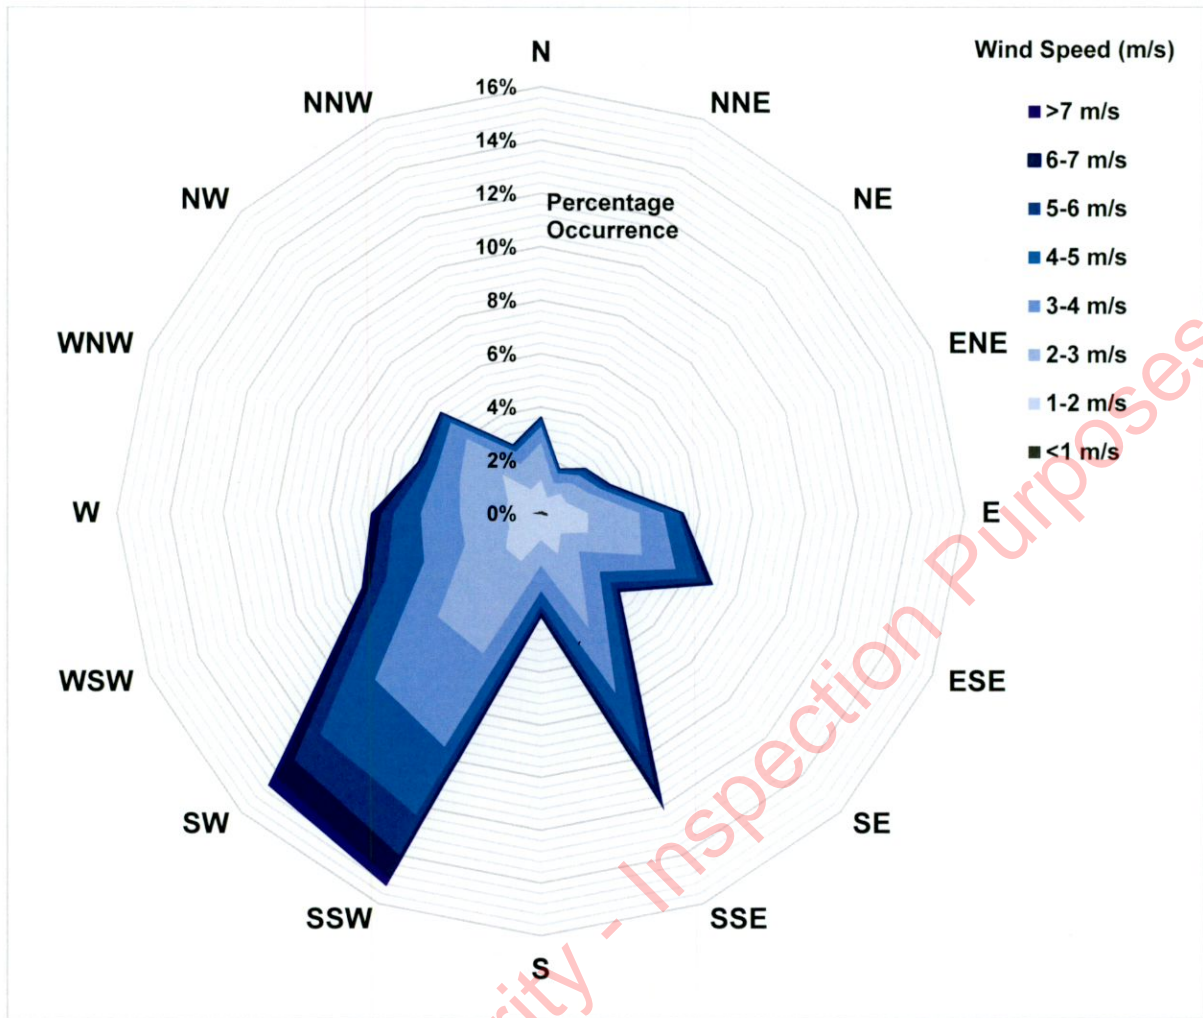 Wind Speed (m/s)
N
NNW
NNE
16%
14%
NW
NE
12%
Percentage
Occurrence
10%
8%
WNW
ENE
6%
4%
2%
W
0%
E
WSW
ESE
SW
SE
SSW
SSE
S
>7 m/s
6-7 m/s
5-6 m/s
4-5 m/s
3-4 m/s
2-3 m/s
1-2 m/s
<1 m/s
rity - Inspection Purposes